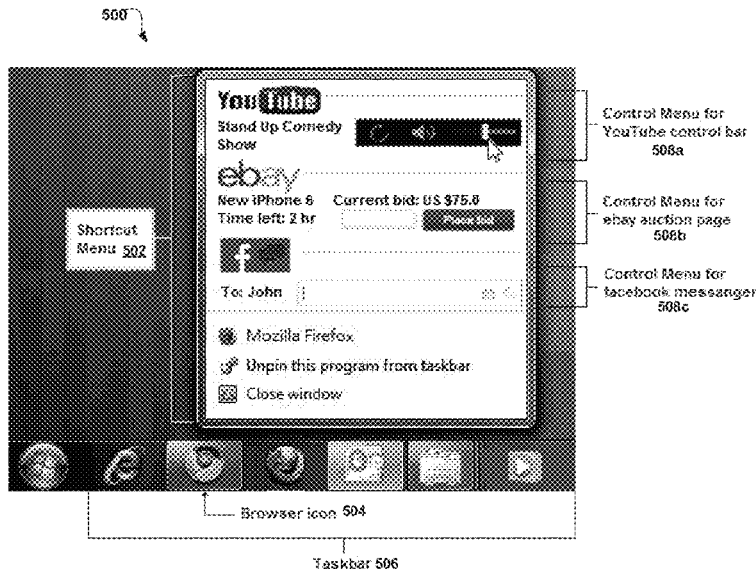 500
YouTube
Stand Up Comedy
Show
Control Menu for
YouTube control bar
508a
ebay
New iPhone 6 Current bid: US $75.0
Time left: 2 hr Place bid
Control Menu for
ebay auction page
508b
Shortcut
Menu 502
f
To: John
Control Menu for
facebook messanger
508c
Mozilla Firefox
Unpin this program from taskbar
Close window
Browser icon 504
Taskbar 506